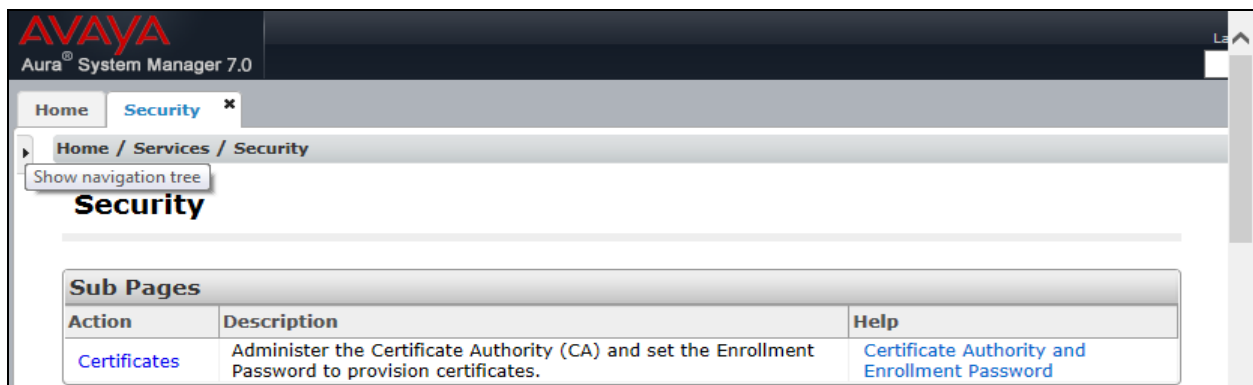 AVAYA
Aura® System Manager 7.0
La
Home Security ×
Home / Services / Security
Show navigation tree
Security
Sub Pages
Action Description Help
Certificates Administer the Certificate Authority (CA) and set the Enrollment Password to provision certificates. Certificate Authority and Enrollment Password